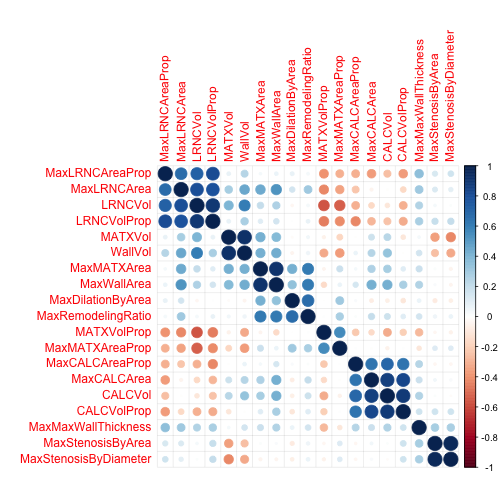 MaxLRNCAreaProp
MaxLRNCArea
LRNCVol
LRNCVolProp
MATXVol
WallVol
MaxMATXArea
MaxWallArea
MaxDilationByArea
MaxRemodelingRatio
MATXVolProp
MaxMATXAreaProp
MaxCALCAreaProp
MaxCALCArea
CALCVol
CALCVolProp
MaxMaxWallThickness
MaxStenosisByArea
MaxStenosisByDiameter
MaxLRNCAreaProp
MaxLRNCArea
LRNCVol
LRNCVolProp
MATXVol
WallVol
MaxMATXArea
MaxWallArea
MaxDilationByArea
MaxRemodelingRatio
MATXVolProp
MaxMATXAreaProp
MaxCALCAreaProp
MaxCALCArea
CALCVol
CALCVolProp
MaxMaxWallThickness
MaxStenosisByArea
MaxStenosisByDiameter
1
0.8
0.6
0.4
0.2
0
-0.2
-0.4
-0.6
-0.8
-1